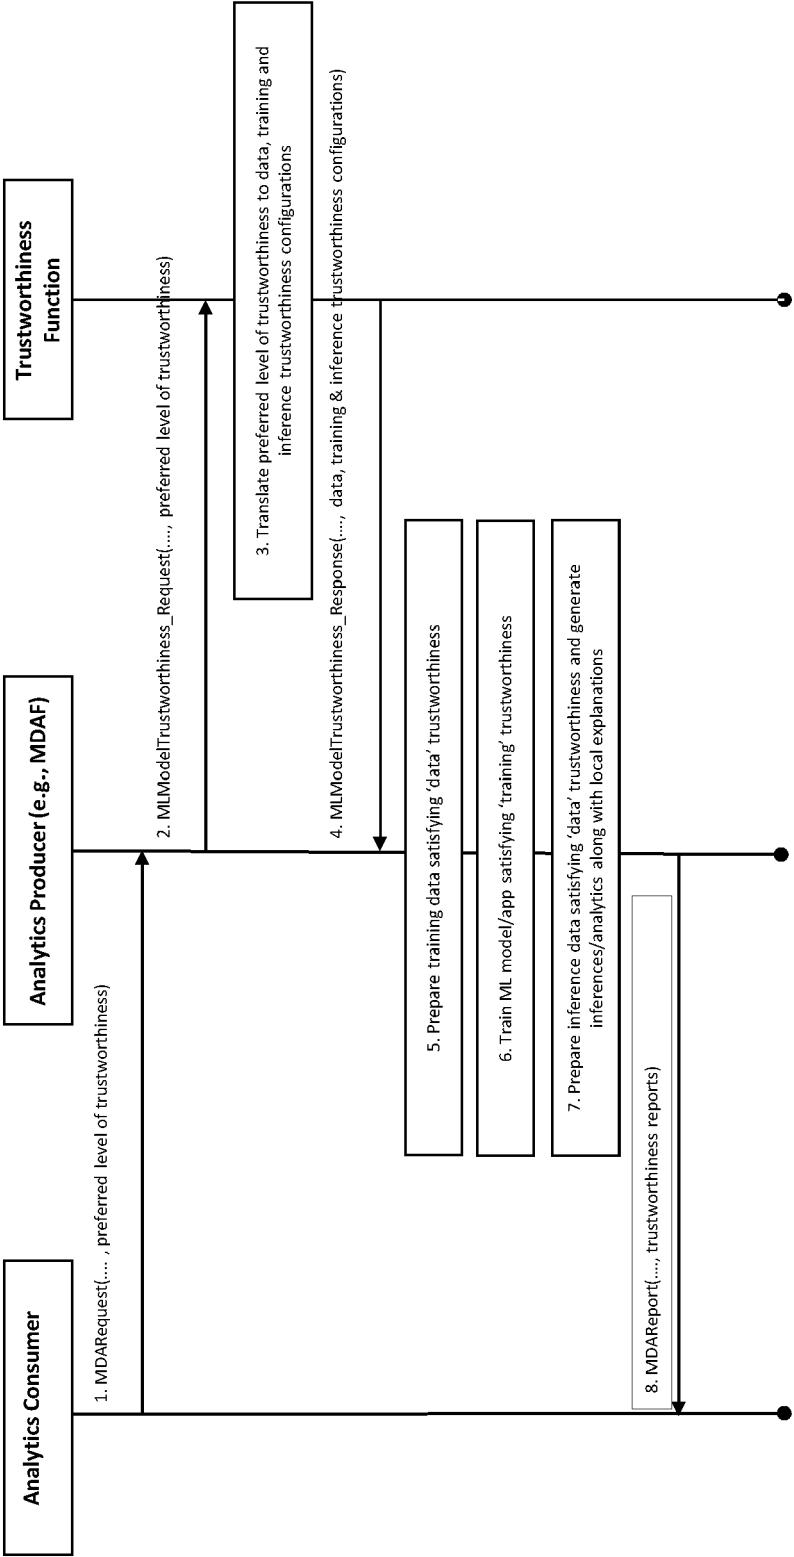 Analytics Consumer
Analytics Producer (e.g., MDAF)
Trustworthiness
Function
1. MDARequest(.... , preferred level of trustworthiness)
2. MLModelTrustworthiness_Request(...., preferred level of trustworthiness)
3. Translate preferred level of trustworthiness to data, training and
inference trustworthiness configurations
4. MLModelTrustworthiness_Response(...., data, training & inference trustworthiness configurations)
5. Prepare training data satisfying ‘data’ trustworthiness
6. Train ML model/app satisfying ‘training’ trustworthiness
7. Prepare inference data satisfying ‘data’ trustworthiness and generate
inferences/analytics along with local explanations
8. MDAReport(...., trustworthiness reports)